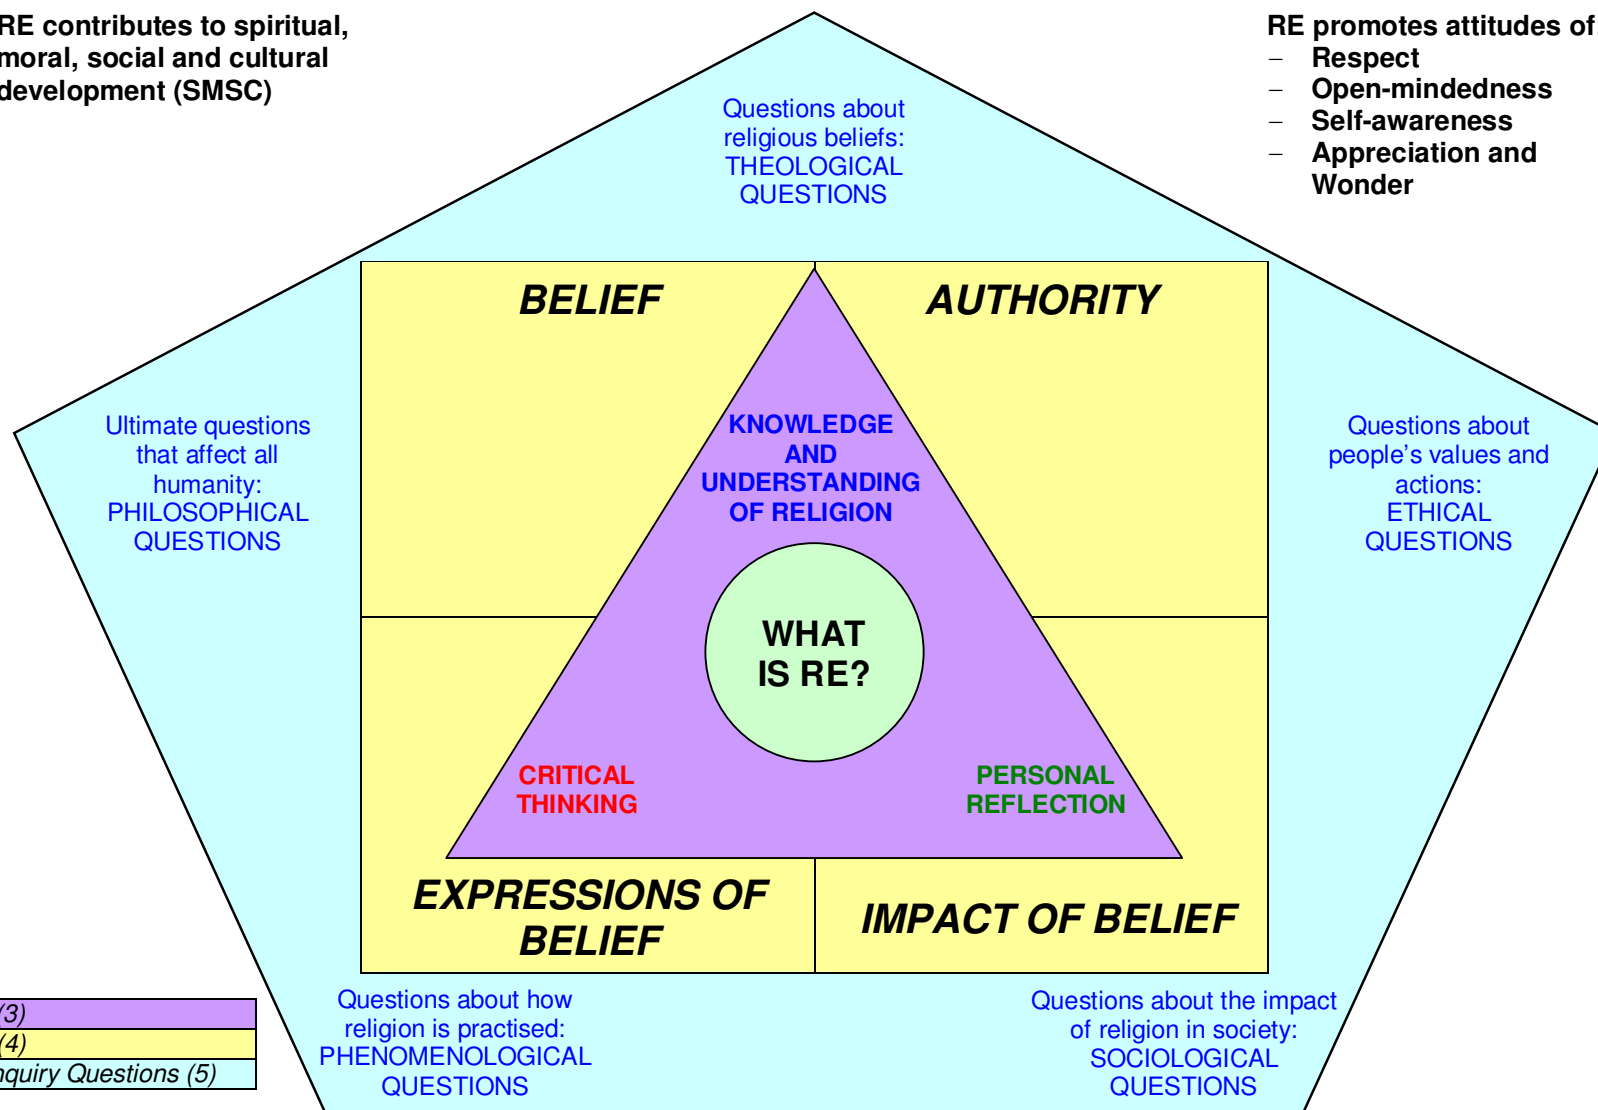 RE contributes to spiritual,
moral, social and cultural
development (SMSC)
RE promotes attitudes of
– Respect
– Open-mindedness
– Self-awareness
– Appreciation and
Wonder
Questions about
religious beliefs:
THEOLOGICAL
QUESTIONS
BELIEF
AUTHORITY
Ultimate questions
that affect all
humanity:
PHILOSOPHICAL
QUESTIONS
KNOWLEDGE
AND
UNDERSTANDING
OF RELIGION
Questions about
people's values and
actions:
ETHICAL
QUESTIONS
WHAT
IS RE?
CRITICAL
THINKING
PERSONAL
REFLECTION
EXPRESSIONS OF
BELIEF
IMPACT OF BELIEF
Questions about how
religion is practised:
PHENOMENOLOGICAL
QUESTIONS
Questions about the impact
of religion in society:
SOCIOLOGICAL
QUESTIONS
(3)
(4)
nquiry Questions (5)